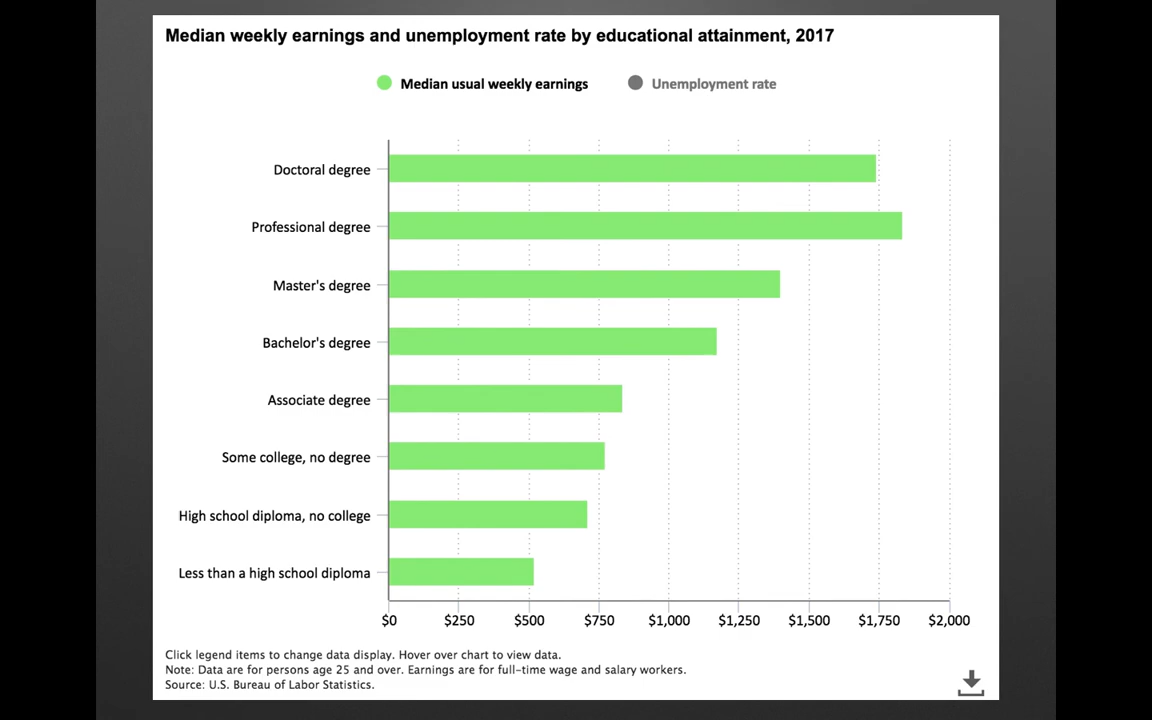 Median weekly earnings and unemployment rate by educational attainment, 2017
Median usual weekly earnings Unemployment rate
Doctoral degree
Professional degree
Master's degree
Bachelor's degree
Associate degree
Some college, no degree
High school diploma, no college
Less than a high school diploma
$0 $250 $500 $750 $1,000 $1,250 $1,500 $1,750 $2,000
Click legend items to change data display. Hover over chart to view data.
Note: Data are for persons age 25 and over. Earnings are for full-time wage and salary workers.
Source: U.S. Bureau of Labor Statistics.